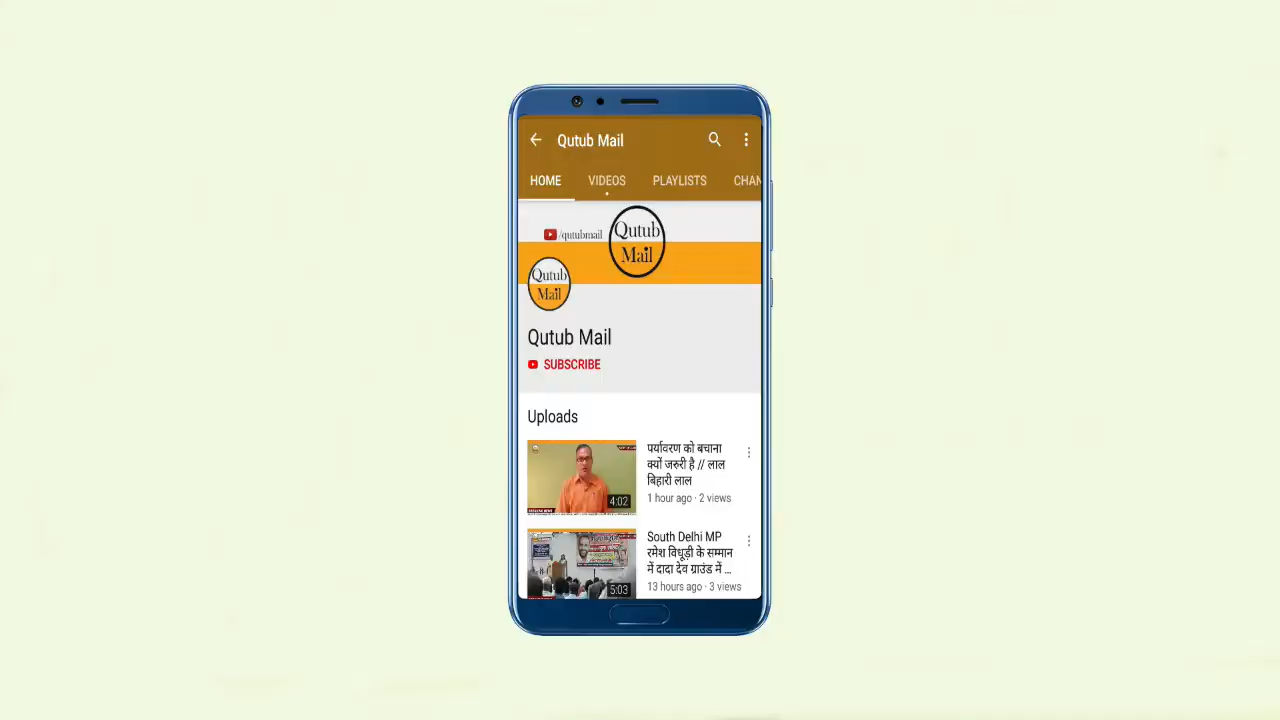 Qutub Mail
HOME VIDEOS PLAYLISTS CHAN
/qutubmail
Qutub
Mail
Qutub
Mail
Qutub Mail
SUBSCRIBE
Uploads
4:02
पर्यावरण को बचाना
क्यों जरुरी है // लाल
बिहारी लाल
1 hour ago · 2 views
5:03
South Delhi MP
रमेश विधूड़ी के सम्मान
में दादा देव ग्राउंड में ...
13 hours ago · 3 views